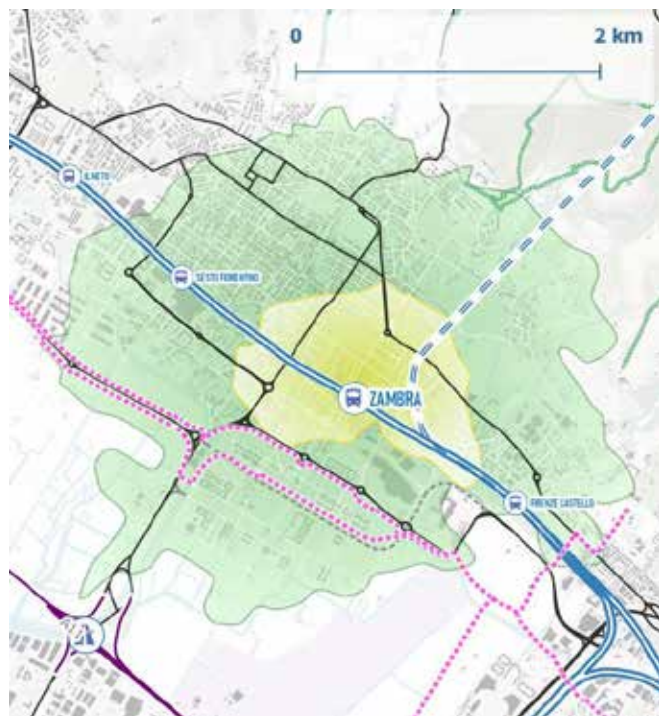 0 2 km
IL NETO
SESTO FIORENTINO
ZAMBRA
FIRENZE CASTELLO